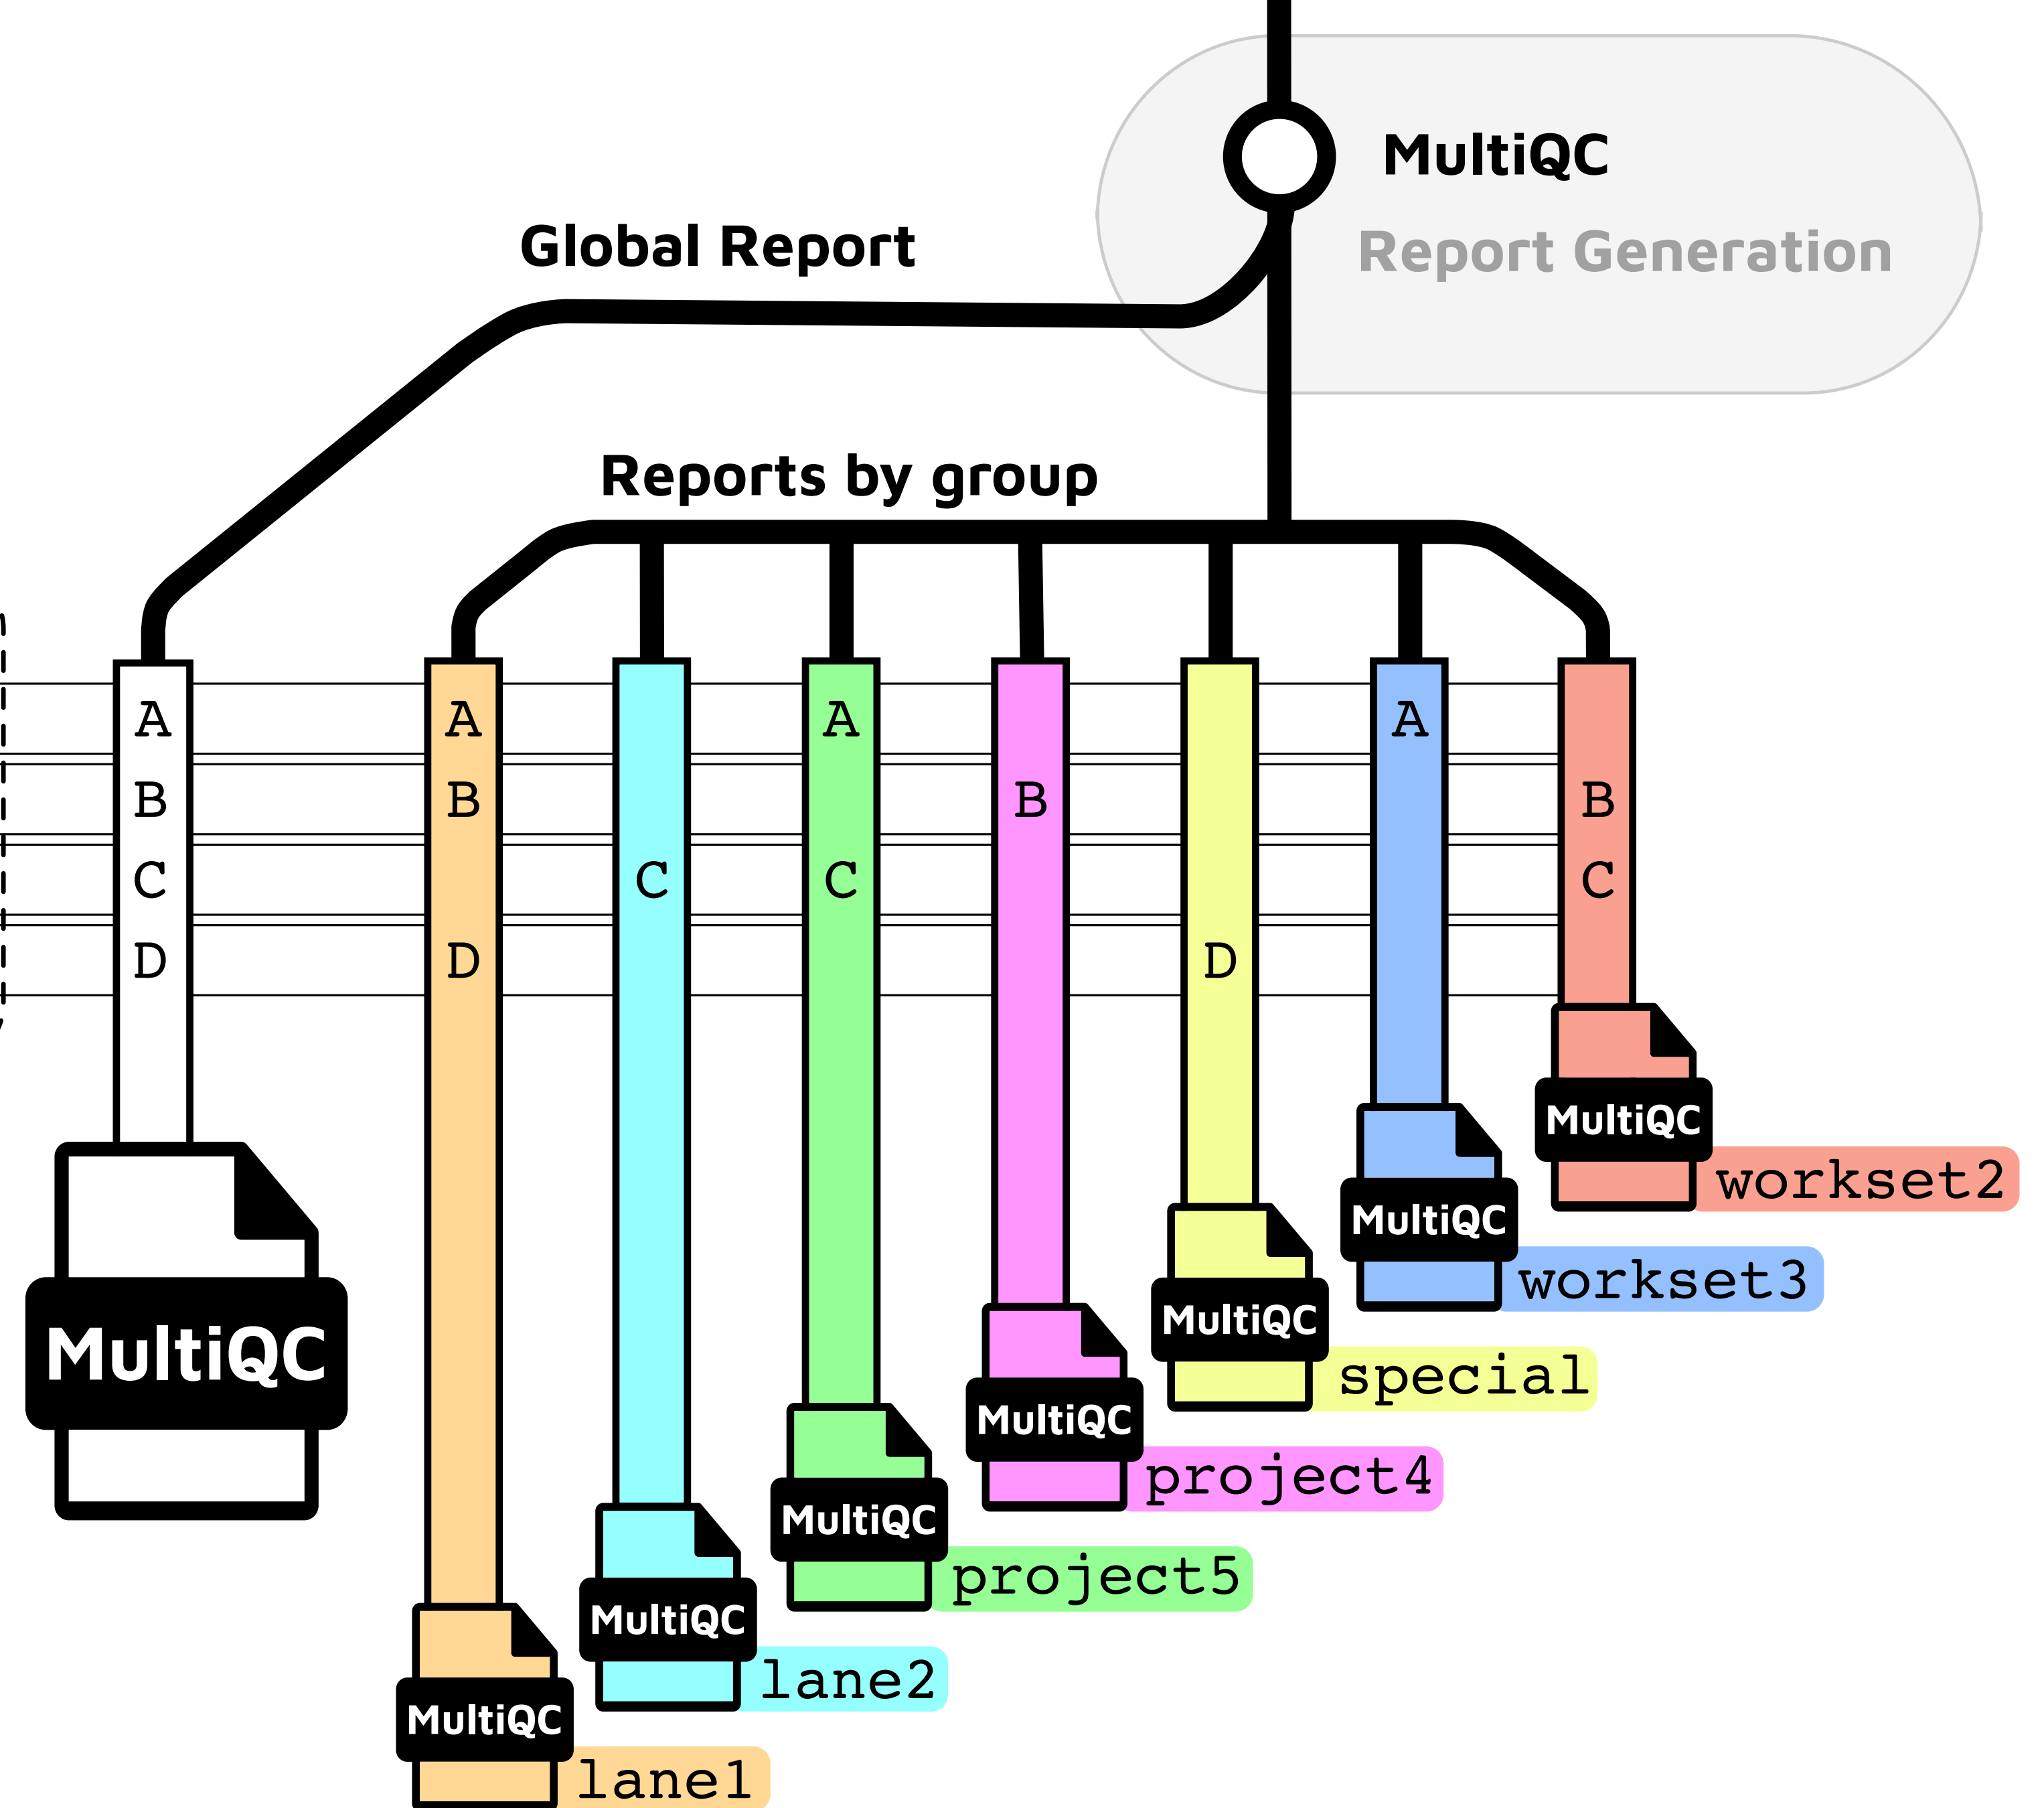 MultiQC
Report Generation
Global Report
Reports by group
A A A A
B B B B
C C C C
D D D
MultiQC
workset2
MultiQC
workset3
MultiQC
special
MultiQC
project4
MultiQC
project5
MultiQC
lane2
MultiQC
lane1
MultiQC